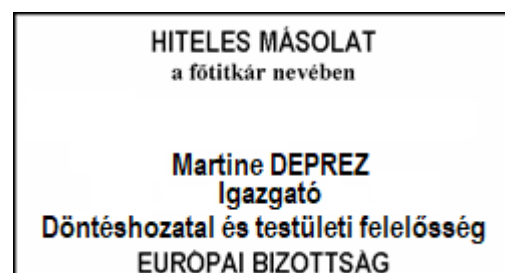 HITELES MÁSOLAT
a főtitkár nevében
Martine DEPREZ
Igazgató
Döntéshozatal és testületi felelősség
EURÓPAI BIZOTTSÁG